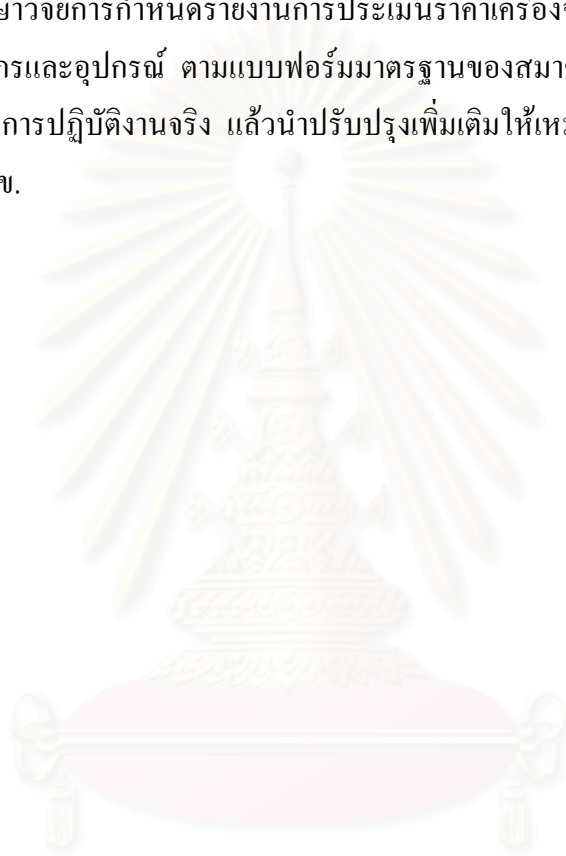 ษาวิจัยการกำหนดรายงานการประเมินราคาเครื่องจ
กรและอุปกรณ์ ตามแบบฟอร์มมาตรฐานของสมา
การปฏิบัติงานจริง แล้วนำปรับปรุงเพิ่มเติมให้เห
ข.